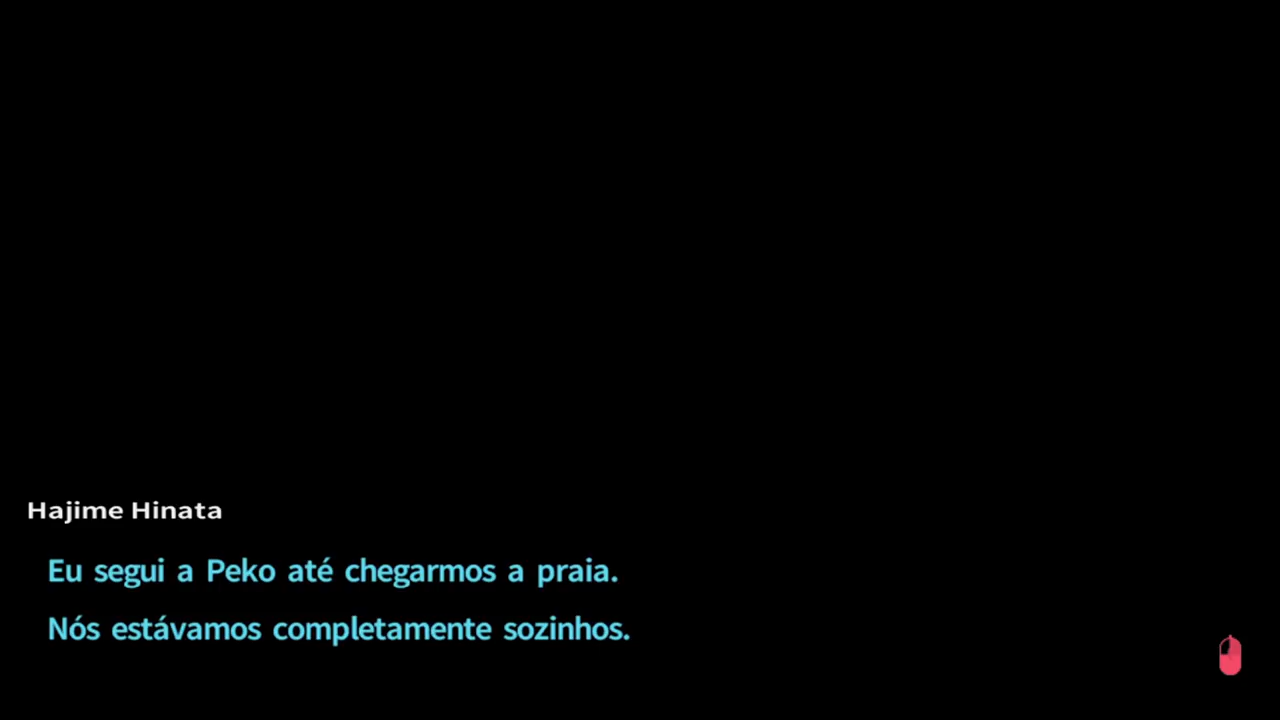 Hajime Hinata
Eu segui a Peko até chegarmos a praia.
Nós estávamos completamente sozinhos.